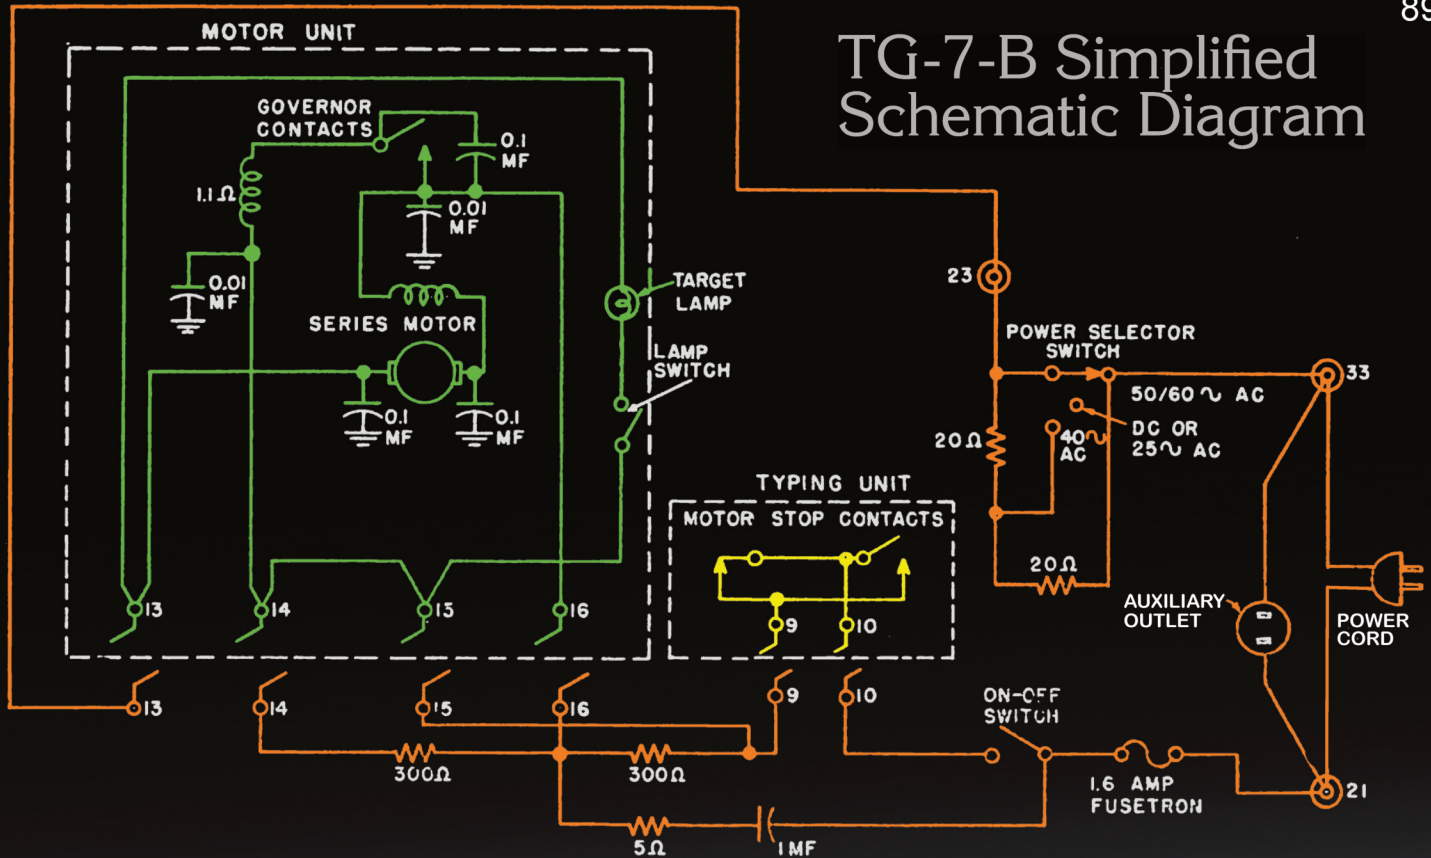 89
MOTOR UNIT
TG-7-B Simplified
Schematic Diagram
GOVERNOR
CONTACTS
0.1
MF
1.1Ω
0.01
MF
0.01
MF
TARGET
LAMP
SERIES MOTOR
LAMP
SWITCH
0.1
MF
0.1
MF
23
POWER SELECTOR
SWITCH
33
50/60∿ AC
20Ω
40∿
AC
DC OR
25∿ AC
TYPING UNIT
MOTOR STOP CONTACTS
20Ω
AUXILIARY
OUTLET
POWER
CORD
13
14
15
16
9
10
13
14
15
16
9
10
ON-OFF
SWITCH
300Ω
300Ω
1.6 AMP
FUSETRON
21
5Ω
1MF